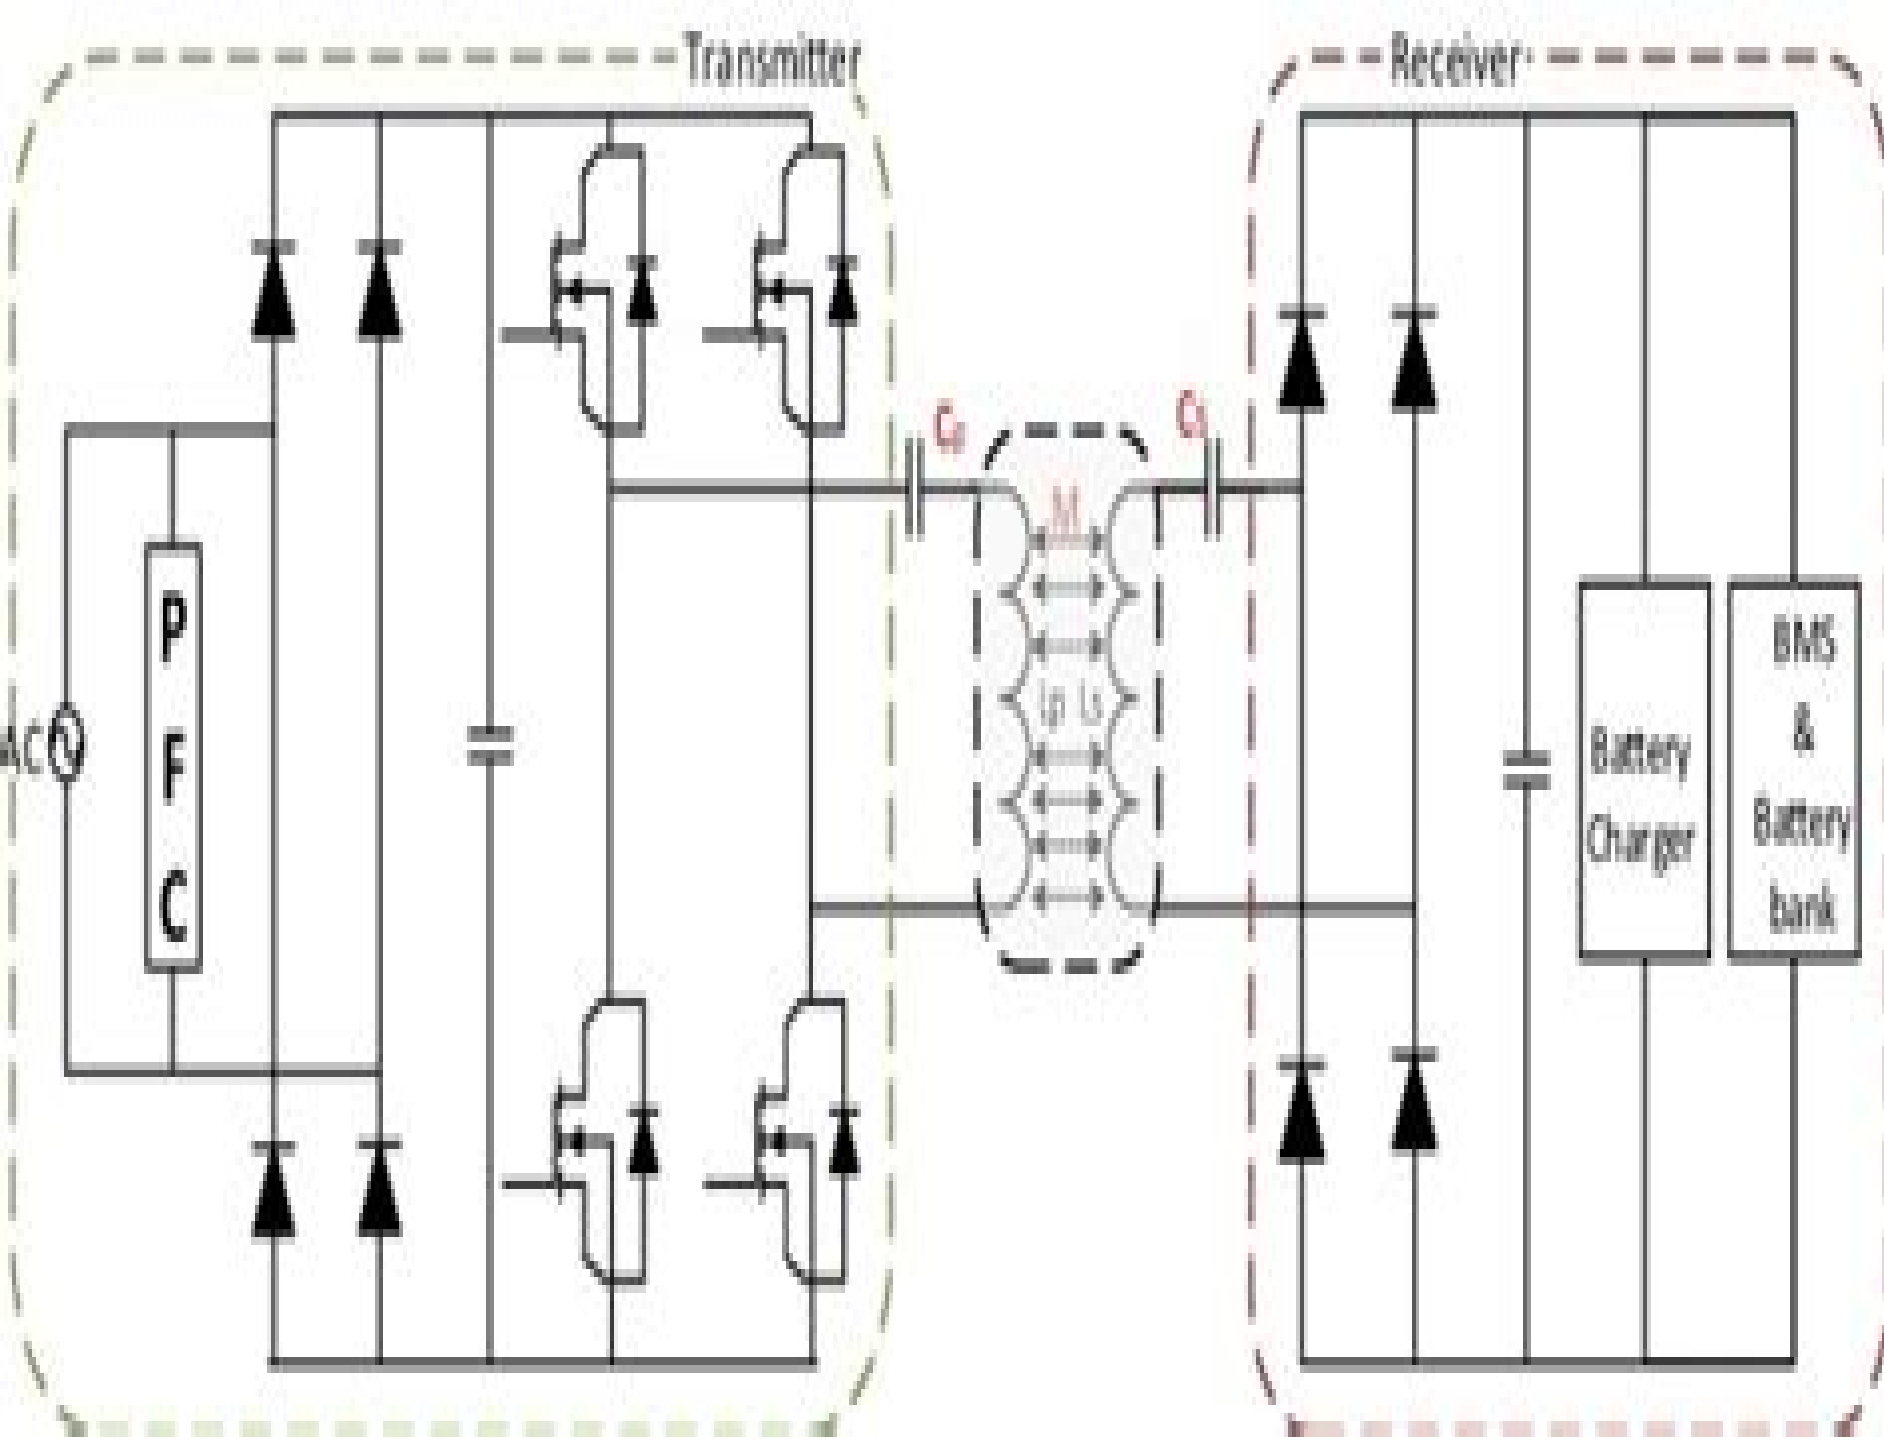 Transmitter
Receiver
AC
P
F
C
M
Lp Ls
Battery
Charger
BMS
&
Battery
bank